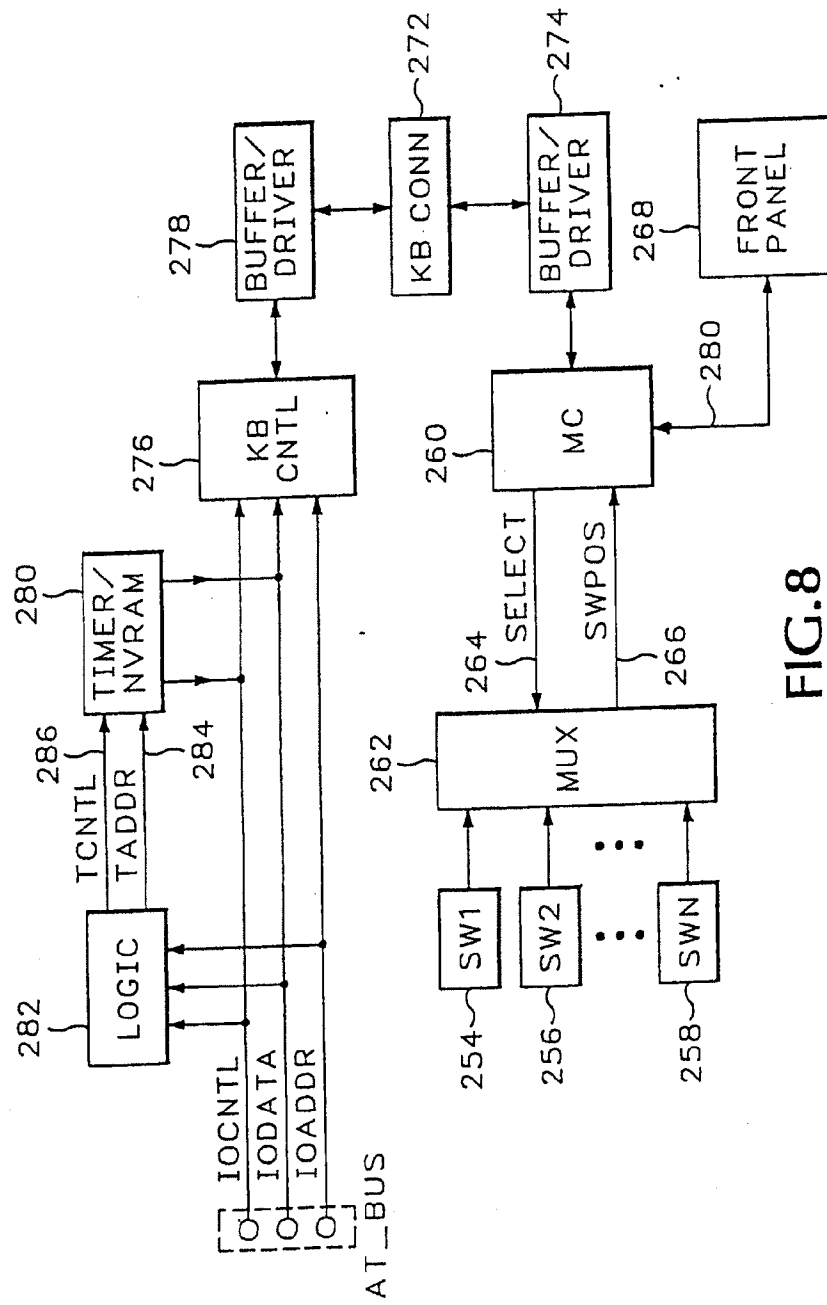 282
LOGIC
TCNTL
286
TADDR
284
280
TIMER/
NVRAM
276
KB
CNTL
278
BUFFER/
DRIVER
KB CONN
272
BUFFER/
DRIVER
274
AT_BUS
IOCNTL
IODATA
IOADDR
254
SW1
256
SW2
258
SWN
262
MUX
264
SELECT
SWPOS
266
260
MC
280
268
FRONT
PANEL
FIG.8